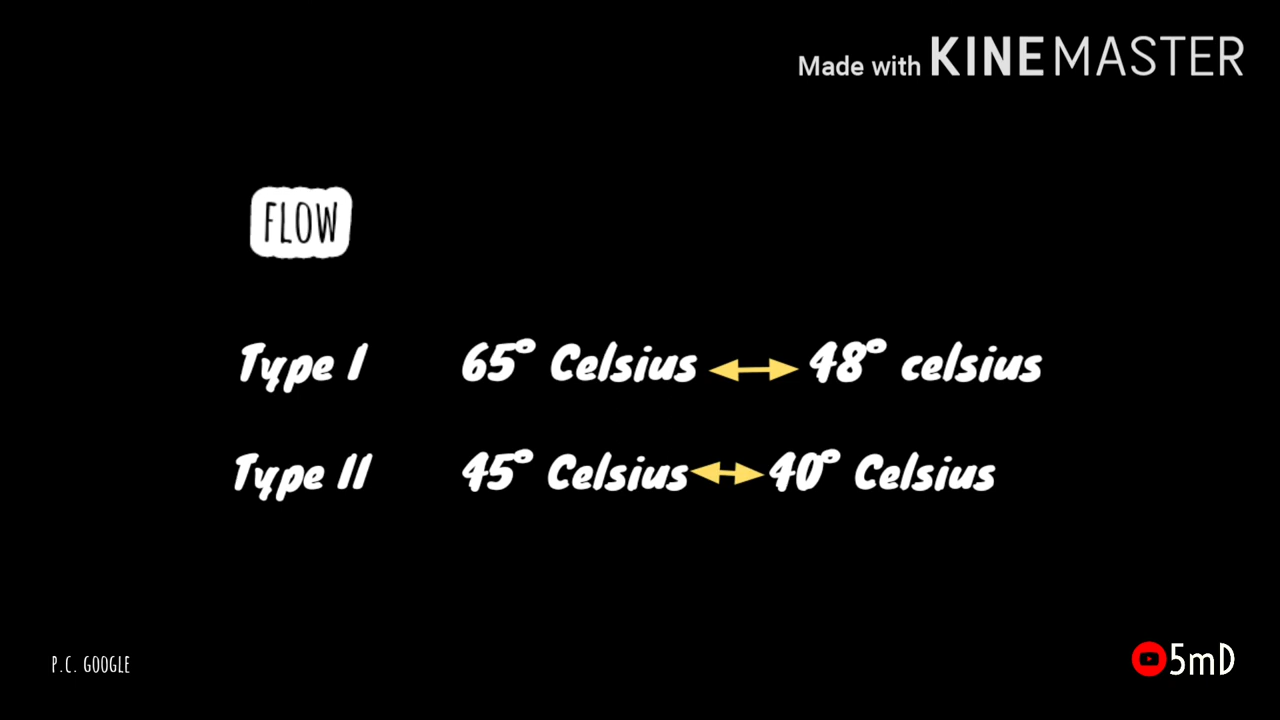 Made with KINEMASTER
FLOW
Type I 65° Celsius 48° celsius
Type II 45° Celsius 40° Celsius
P.C. GOOGLE
5mD